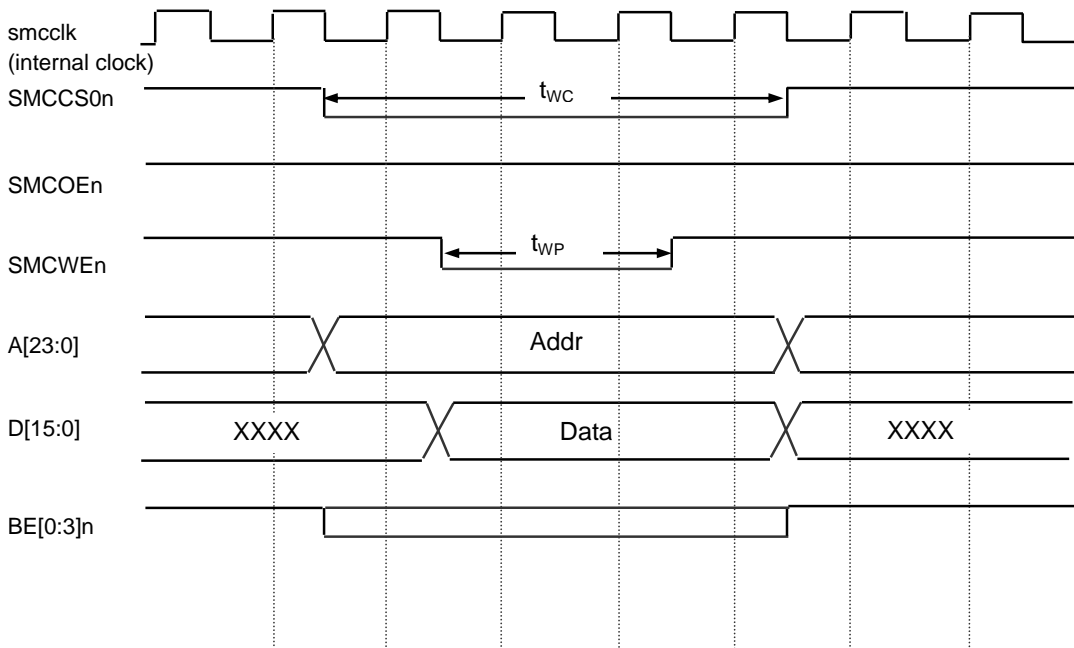 smcclk
(internal clock)
SMCCS0n
tWC
SMCOEn
SMCWEn
tWP
A[23:0]
Addr
D[15:0]
XXXX
Data
XXXX
BE[0:3]n